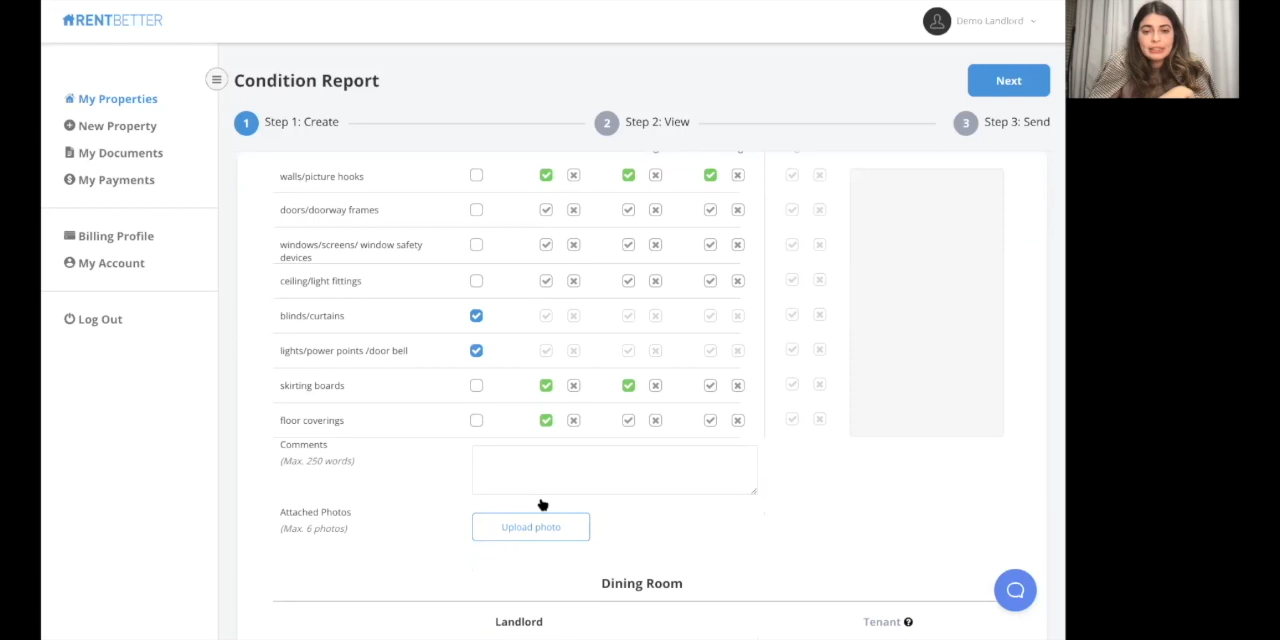 RENTBETTER
Demo Landlord
Condition Report
Next
My Properties
New Property
My Documents
My Payments
Billing Profile
My Account
Log Out
1 Step 1: Create
2 Step 2: View
3 Step 3: Send
walls/picture hooks
doors/doorway frames
windows/screens/ window safety
devices
ceiling/light fittings
blinds/curtains
lights/power points /door bell
skirting boards
floor coverings
Comments
(Max. 250 words)
Attached Photos
(Max. 6 photos)
Upload photo
Dining Room
Landlord
Tenant